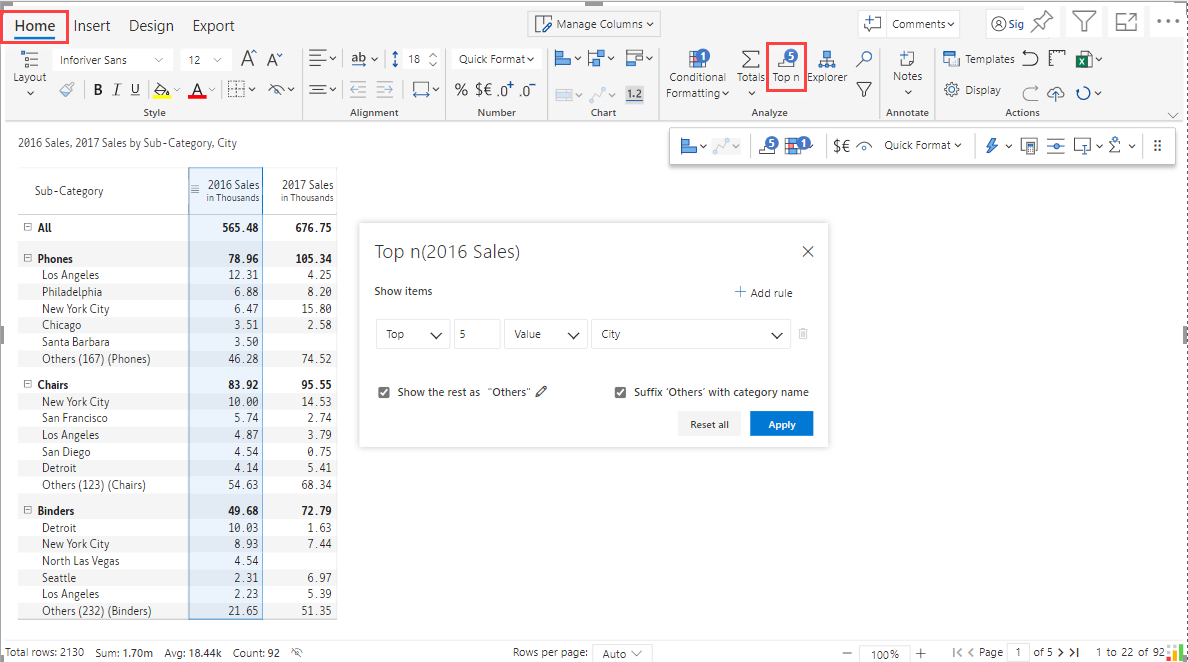 Home Insert Design Export Manage Columns Comments Sig
Inforiver Sans 12 ab 18 Quick Format 1 5
Layout B I U A % $€ .0+ .0- 1.2 Conditional Formatting Totals Top n Explorer Notes Templates Display
Style Alignment Number Chart Analyze Annotate Actions
2016 Sales, 2017 Sales by Sub-Category, City
5 1 $€ Quick Format
Sub-Category 2016 Sales in Thousands 2017 Sales in Thousands
All 565.48 676.75
Phones 78.96 105.34
Los Angeles 12.31 4.25
Philadelphia 6.88 8.20
New York City 6.47 15.80
Chicago 3.51 2.58
Santa Barbara 3.50
Others (167) (Phones) 46.28 74.52
Chairs 83.92 95.55
New York City 10.00 14.53
San Francisco 5.74 2.74
Los Angeles 4.87 3.79
San Diego 4.54 0.75
Detroit 4.14 5.41
Others (123) (Chairs) 54.63 68.34
Binders 49.68 72.79
Detroit 10.03 1.63
New York City 8.93 7.44
North Las Vegas 4.54
Seattle 2.31 6.97
Los Angeles 2.23 5.39
Others (232) (Binders) 21.65 51.35
Top n(2016 Sales)
Show items Add rule
Top 5 Value City
Show the rest as "Others" Suffix 'Others' with category name
Reset all Apply
Total rows: 2130 Sum: 1.70m Avg: 18.44k Count: 92 Rows per page: Auto 100% Page 1 of 5 1 to 22 of 92